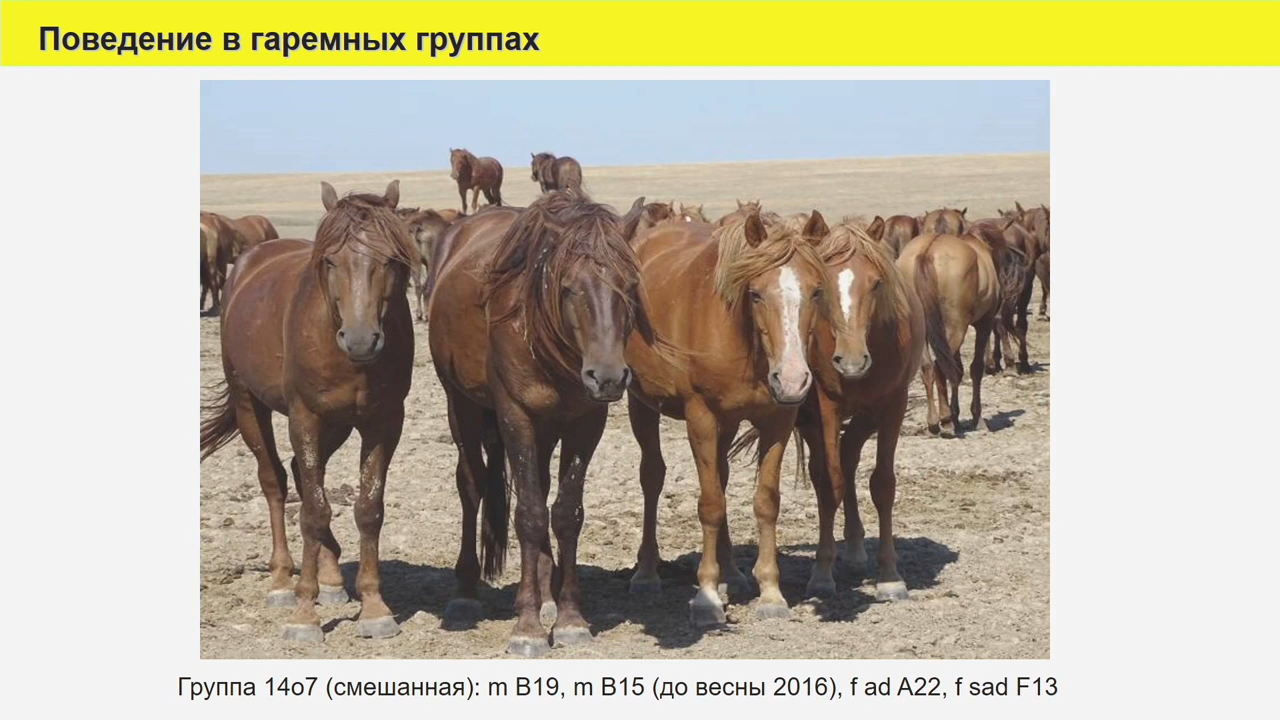 Поведение в гаремных группах
Группа 14о7 (смешанная): m B19, m B15 (до весны 2016), f ad A22, f sad F13